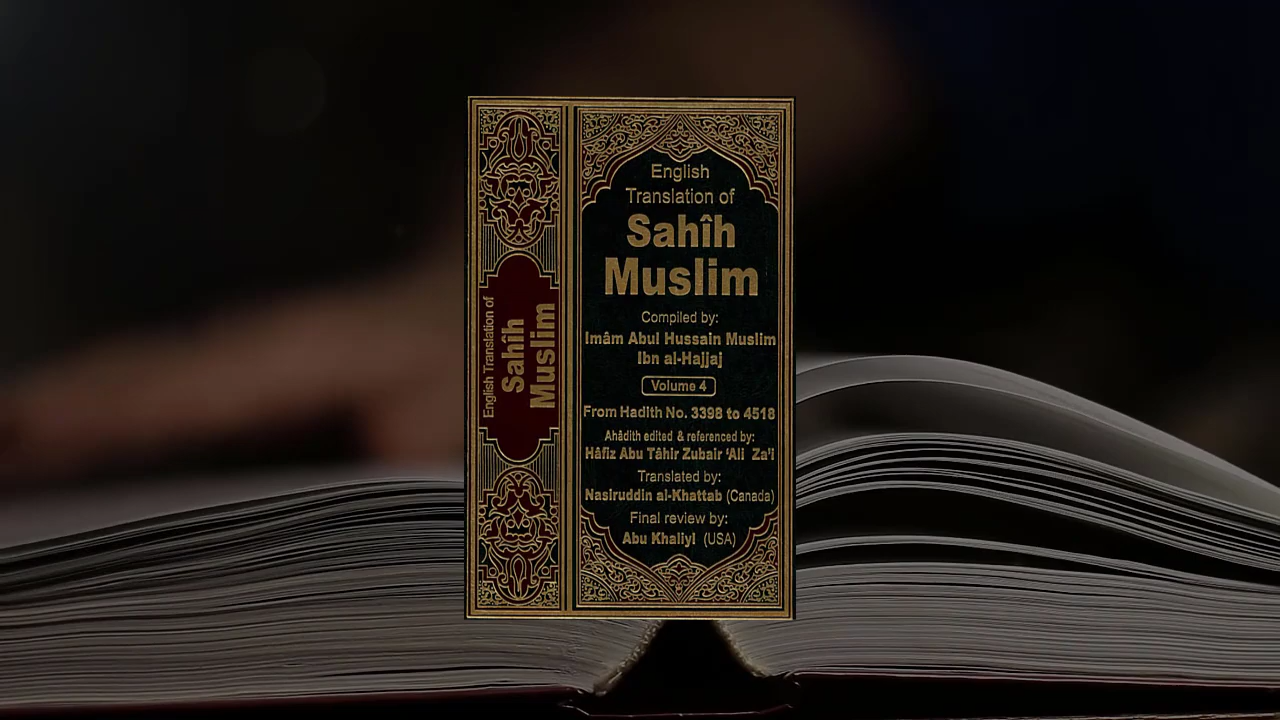 English Translation of
Sahîh
Muslim
English
Translation of
Sahîh
Muslim
Compiled by:
Imâm Abul Hussain Muslim
Ibn al-Hajjaj
Volume 4
From Hadith No. 3398 to 4518
Ahâdith edited & referenced by:
Hâfiz Abu Tâhir Zubair 'Ali Za'i
Translated by:
Nasiruddin al-Khattab (Canada)
Final review by:
Abu Khaliyl (USA)